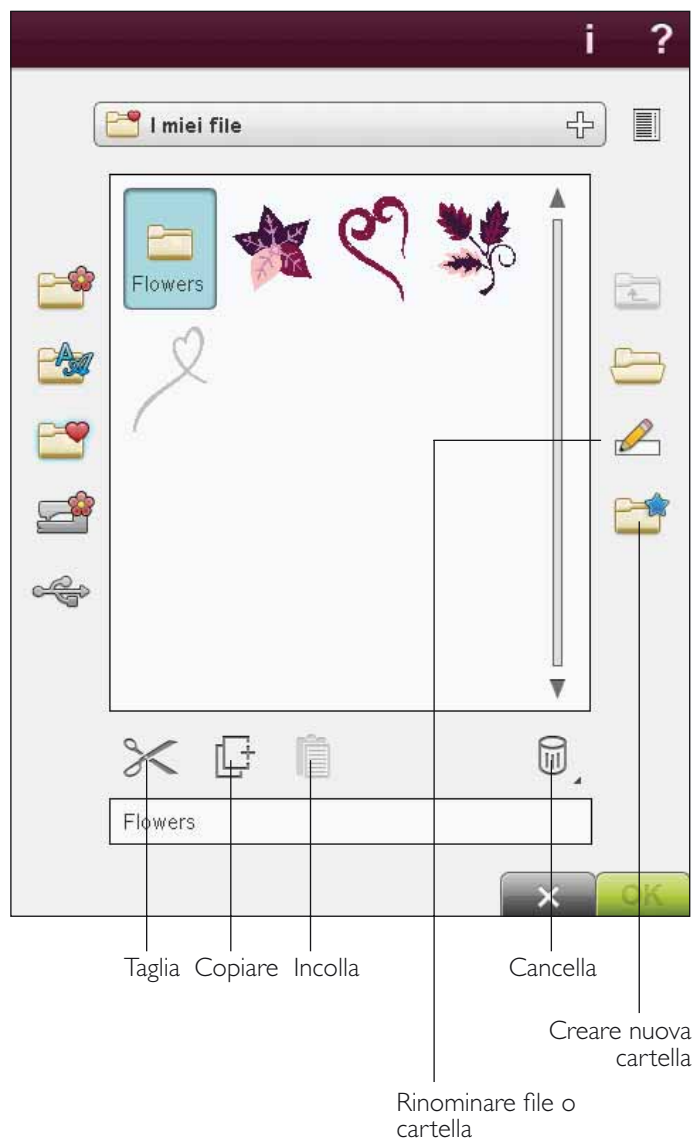 i ?
I miei file
Flowers
Flowers
OK
Taglia Copiare Incolla Cancella
Creare nuova
cartella
Rinominare file o
cartella